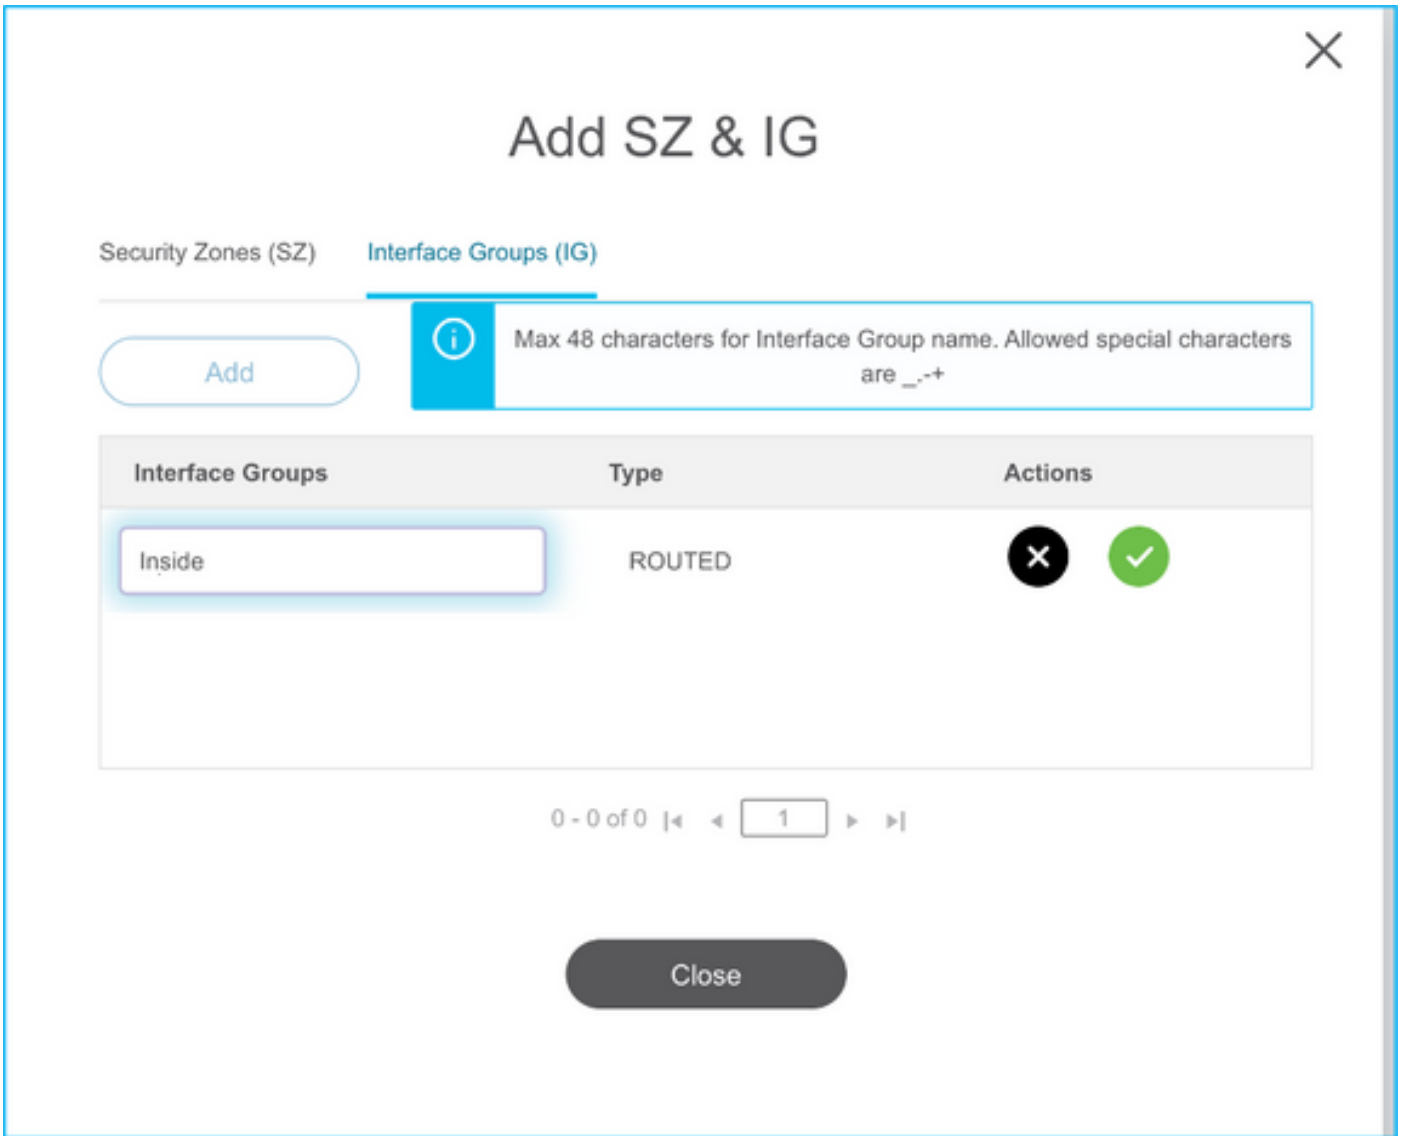 Add SZ & IG
Security Zones (SZ) Interface Groups (IG)
Add
Max 48 characters for Interface Group name. Allowed special characters
are _.-+
Interface Groups Type Actions
Inside ROUTED
0 - 0 of 0 1
Close